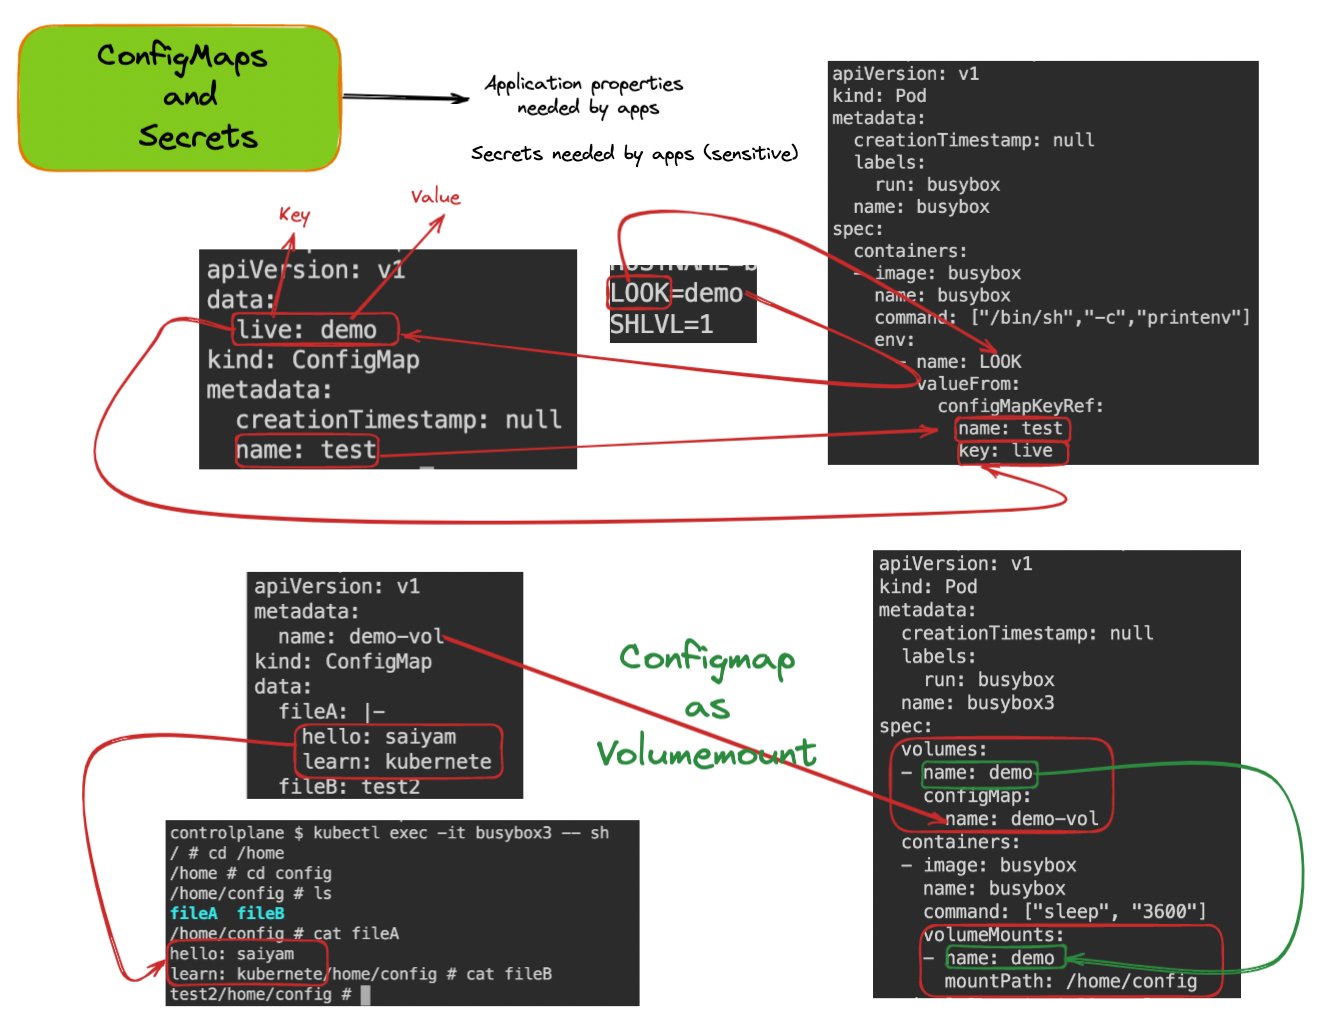 ConfigMaps
and
Secrets
Application properties
needed by apps
Secrets needed by apps (sensitive)
Key
Value
apiVersion: v1
data:
  live: demo
kind: ConfigMap
metadata:
  creationTimestamp: null
  name: test
LOOK=demo
SHLVL=1
apiVersion: v1
kind: Pod
metadata:
  creationTimestamp: null
  labels:
    run: busybox
  name: busybox
spec:
  containers:
  - image: busybox
    name: busybox
    command: ["/bin/sh","-c","printenv"]
    env:
    - name: LOOK
      valueFrom:
        configMapKeyRef:
          name: test
          key: live
apiVersion: v1
metadata:
  name: demo-vol
kind: ConfigMap
data:
  fileA: |-
    hello: saiyam
    learn: kubernete
  fileB: test2
Configmap
as
Volumemount
controlplane $ kubectl exec -it busybox3 -- sh
/ # cd /home
/home # cd config
/home/config # ls
fileA  fileB
/home/config # cat fileA
hello: saiyam
learn: kubernete/home/config # cat fileB
test2/home/config #
apiVersion: v1
kind: Pod
metadata:
  creationTimestamp: null
  labels:
    run: busybox
  name: busybox3
spec:
  volumes:
  - name: demo
    configMap:
      name: demo-vol
  containers:
  - image: busybox
    name: busybox
    command: ["sleep", "3600"]
    volumeMounts:
    - name: demo
      mountPath: /home/config